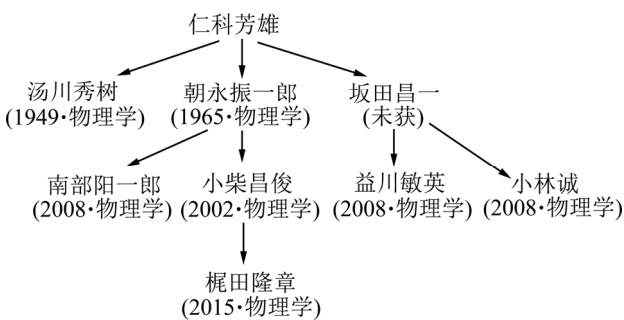 仁科芳雄
汤川秀树
(1949·物理学)
朝永振一郎
(1965·物理学)
坂田昌一
(未获)
南部阳一郎
(2008·物理学)
小柴昌俊
(2002·物理学)
益川敏英
(2008·物理学)
小林诚
(2008·物理学)
梶田隆章
(2015·物理学)